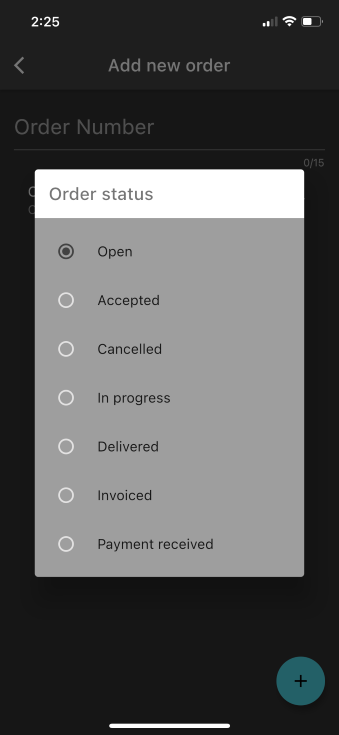 2:25
Add new order
Order Number
0/15
Order status
Open
Accepted
Cancelled
In progress
Delivered
Invoiced
Payment received